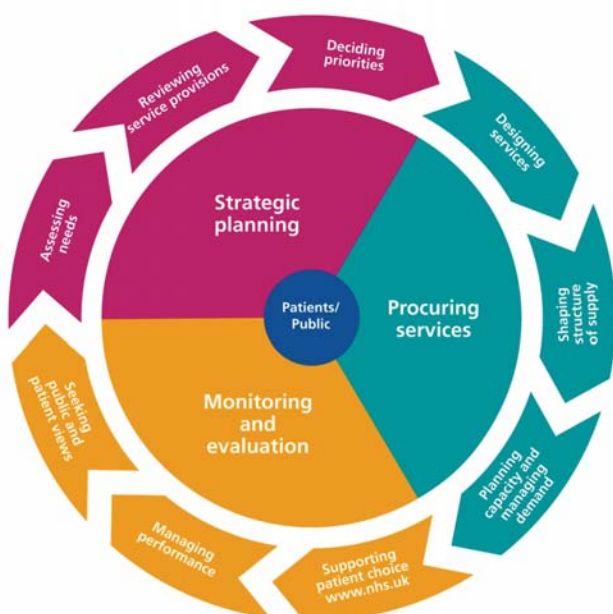 Deciding
priorities
Designing
services
Shaping
structure
of supply
Planning
capacity and
managing
demand
Supporting
patient choice
www.nhs.uk
Managing
performance
Seeking
public and
patient views
Assessing
needs
Reviewing
service provisions
Strategic
planning
Procuring
services
Monitoring
and
evaluation
Patients/
Public